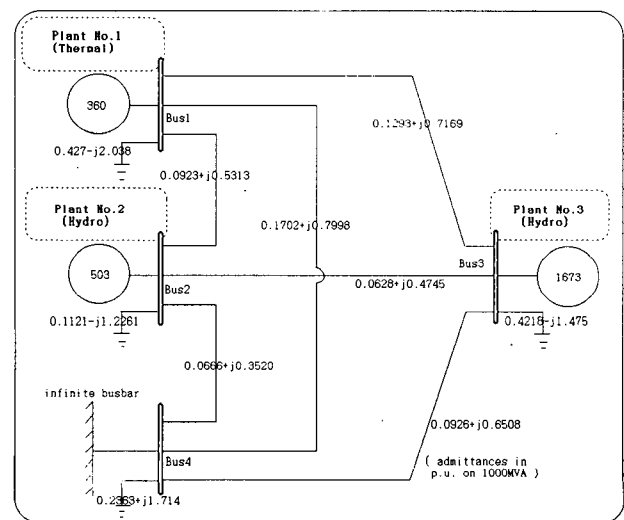 Plant No.1
(Thermal)
360
Bus1
0.427-j2.038
0.0923+j0.5313
0.1293+j0.7169
Plant No.2
(Hydro)
503
Bus2
0.1121-j1.2261
0.1702+j0.7998
0.0628+j0.4745
Plant No.3
(Hydro)
Bus3
1673
0.4218-j1.475
0.0666+j0.3520
infinite busbar
Bus4
0.2363+j1.714
0.0926+j0.6508
( admittances in
p.u. on 1000MVA )